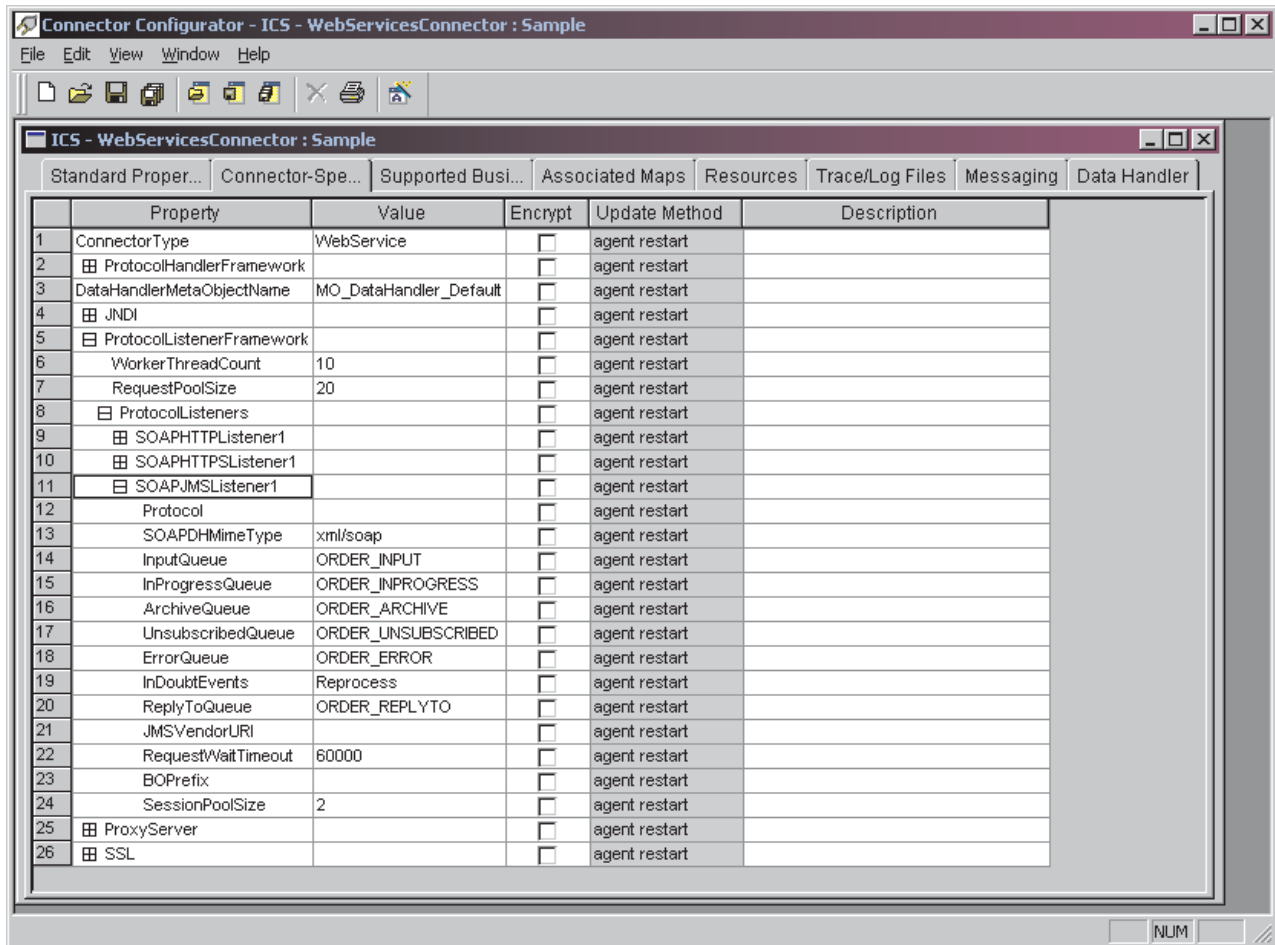 Connector Configurator - ICS - WebServicesConnector : Sample
File Edit View Window Help
ICS - WebServicesConnector : Sample
Standard Proper... Connector-Spe... Supported Busi... Associated Maps Resources Trace/Log Files Messaging Data Handler
Property Value Encrypt Update Method Description
1 ConnectorType WebService agent restart
2 ProtocolHandlerFramework agent restart
3 DataHandlerMetaObjectName MO_DataHandler_Default agent restart
4 JNDI agent restart
5 ProtocolListenerFramework agent restart
6 WorkerThreadCount 10 agent restart
7 RequestPoolSize 20 agent restart
8 ProtocolListeners agent restart
9 SOAPHTTPListener1 agent restart
10 SOAPHTTPSListener1 agent restart
11 SOAPJMSListener1 agent restart
12 Protocol agent restart
13 SOAPDHMimeType xml/soap agent restart
14 InputQueue ORDER_INPUT agent restart
15 InProgressQueue ORDER_INPROGRESS agent restart
16 ArchiveQueue ORDER_ARCHIVE agent restart
17 UnsubscribedQueue ORDER_UNSUBSCRIBED agent restart
18 ErrorQueue ORDER_ERROR agent restart
19 InDoubtEvents Reprocess agent restart
20 ReplyToQueue ORDER_REPLYTO agent restart
21 JMSVendorURI agent restart
22 RequestWaitTimeout 60000 agent restart
23 BOPrefix agent restart
24 SessionPoolSize 2 agent restart
25 ProxyServer agent restart
26 SSL agent restart
NUM